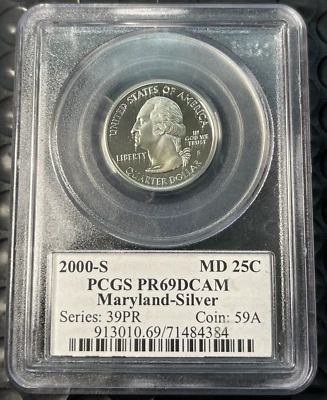 UNITED STATES OF AMERICA
LIBERTY
IN
GOD WE
TRUST
S
QUARTER DOLLAR
2000-S MD 25C
PCGS PR69DCAM
Maryland-Silver
Series: 39PR Coin: 59A
913010.69/71484384